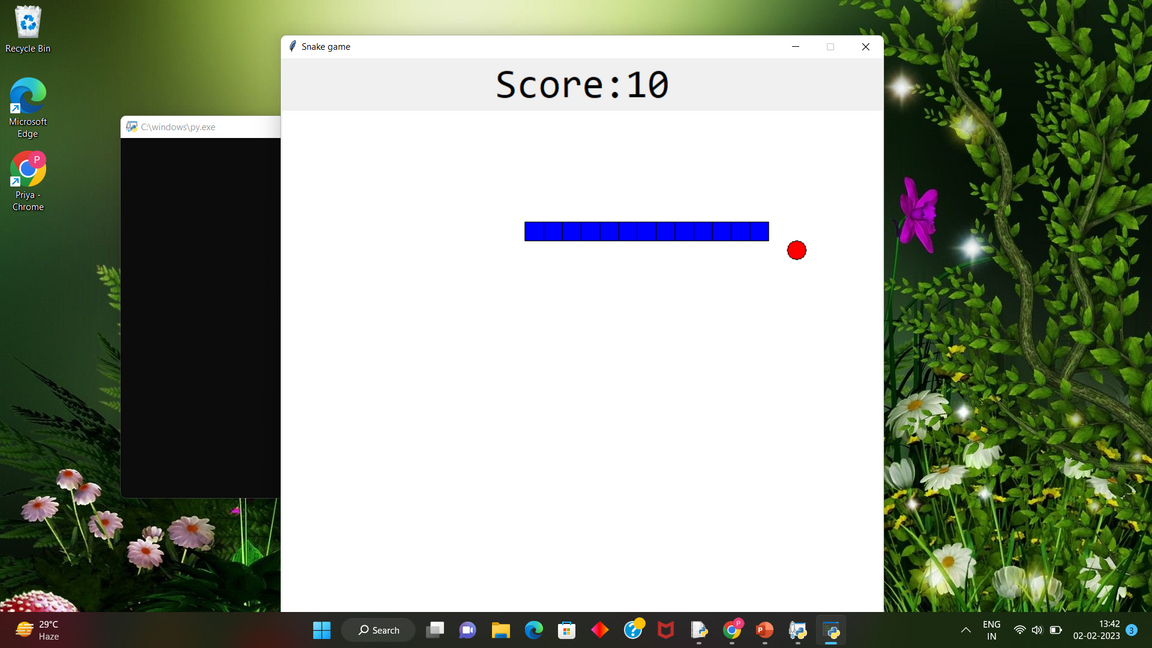 Recycle Bin
Microsoft
Edge
P
Priya -
Chrome
C:\windows\py.exe
Snake game
Score:10
29°C
Haze
Search
P
P
ENG
IN
13:42
02-02-2023
3